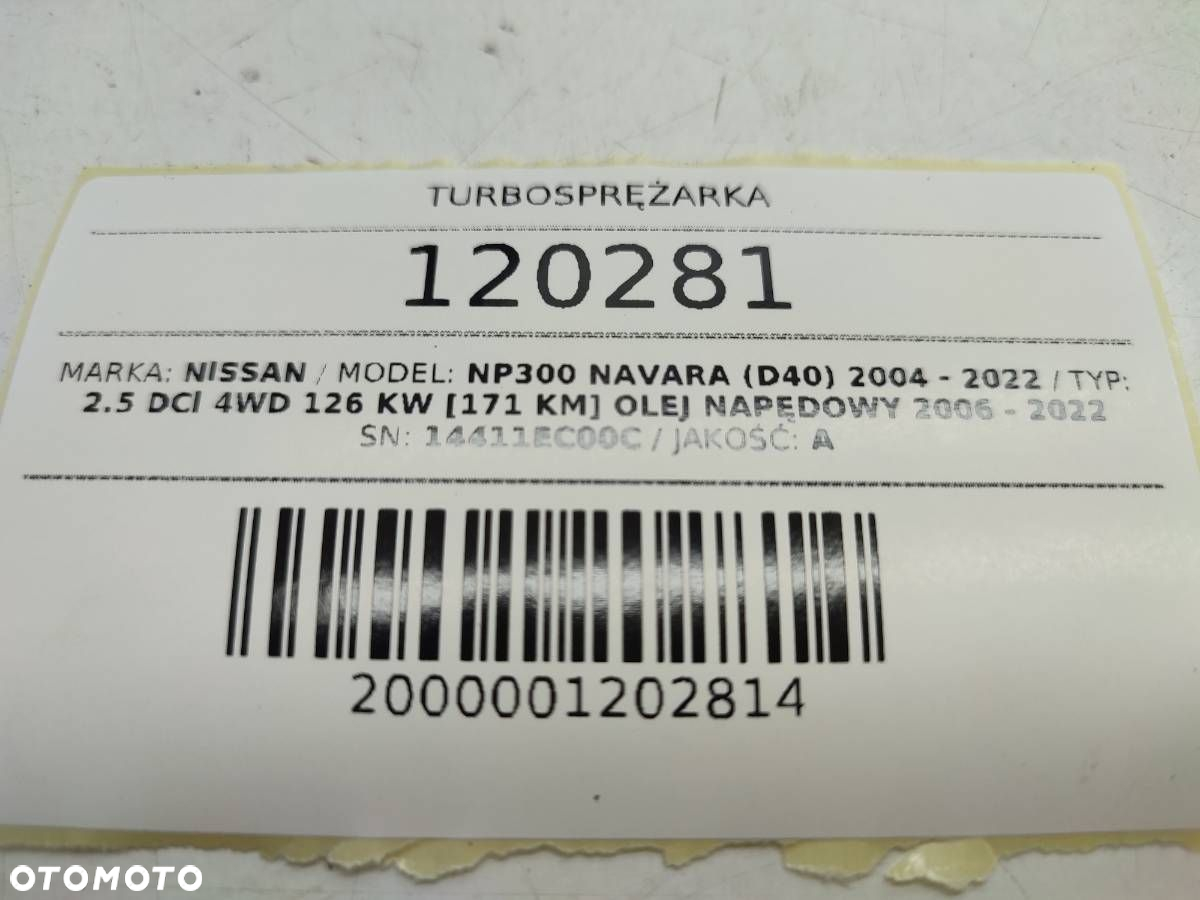 TURBOSPRĘŻARKA
120281
MARKA: NISSAN / MODEL: NP300 NAVARA (D40) 2004 - 2022 / TYP:
2.5 DCI 4WD 126 KW [171 KM] OLEJ NAPĘDOWY 2006 - 2022
SN: 14411EC00C / JAKOŚĆ: A
2000001202814
OTOMOTO